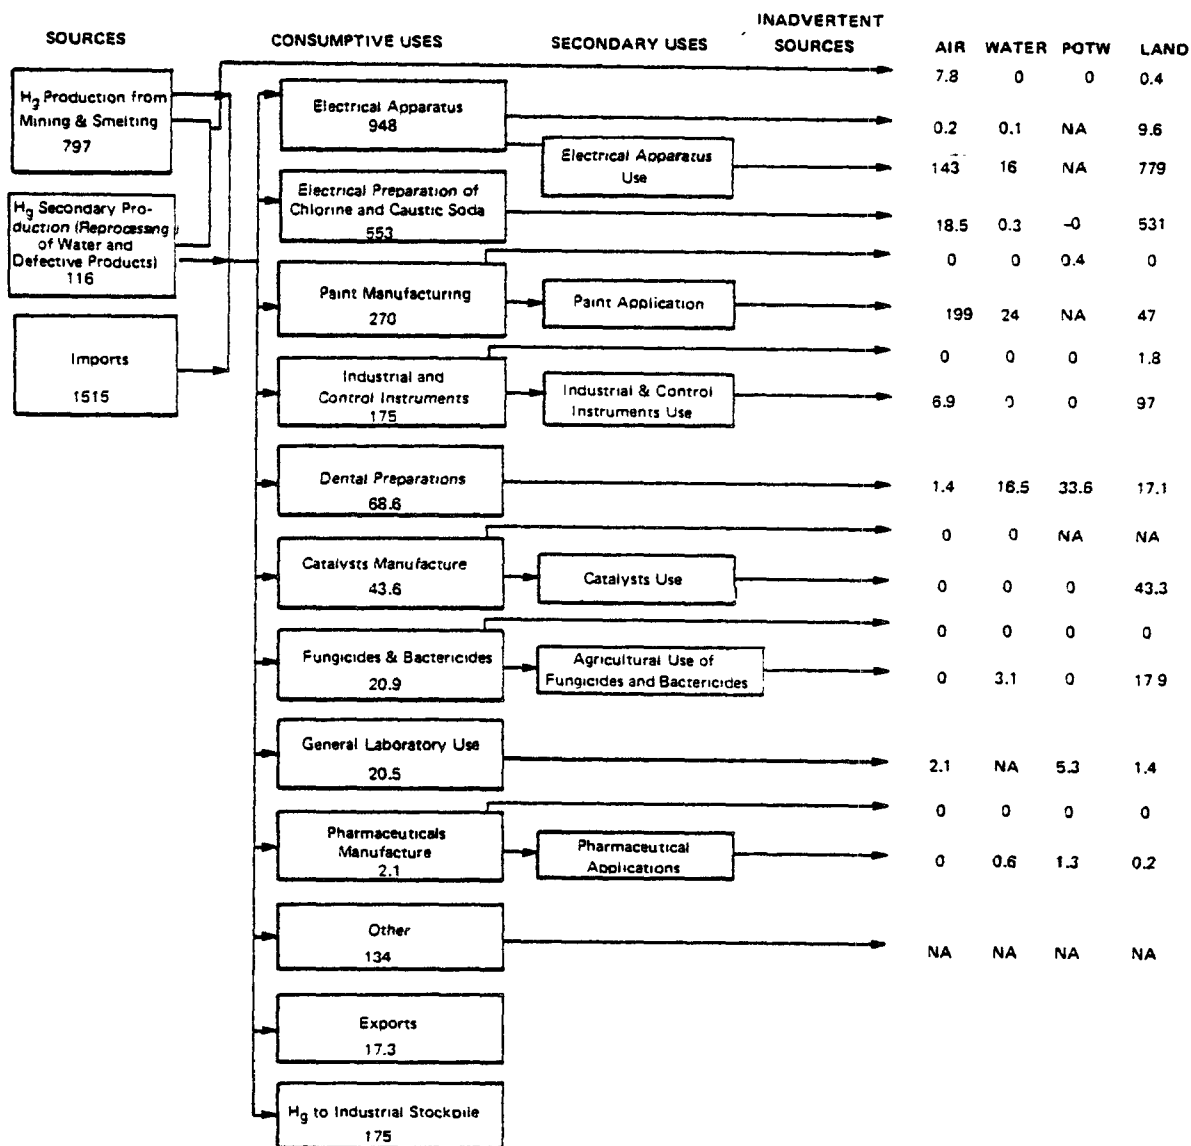 INADVERTENT
SOURCES CONSUMPTIVE USES SECONDARY USES SOURCES AIR WATER POTW LAND
7.8 0 0 0.4
Hg Production from
Mining & Smelting
797
Electrical Apparatus
948
0.2 0.1 NA 9.6
Electrical Apparatus
Use
143 16 NA 779
Hg Secondary Pro-
duction (Reprocessing
of Water and
Defective Products)
116
Electrical Preparation of
Chlorine and Caustic Soda
553
18.5 0.3 -0 531
0 0 0.4 0
Paint Manufacturing
270
Paint Application
199 24 NA 47
Imports
1515
0 0 0 1.8
Industrial and
Control Instruments
175
Industrial & Control
Instruments Use
6.9 0 97
Dental Preparations
68.6
1.4 16.5 33.6 17.1
0 0 NA NA
Catalysts Manufacture
43.6
Catalysts Use
0 0 0 43.3
0 0 0 0
Fungicides & Bactericides
20.9
Agricultural Use of
Fungicides and Bactericides
0 3.1 0 17 9
General Laboratory Use
20.5
2.1 NA 5.3 1.4
0 0 0 0
Pharmaceuticals
Manufacture
2.1
Pharmaceutical
Applications
0 0.6 1.3 0.2
Other
134
NA NA NA NA
Exports
17.3
Hg to Industrial Stockpile
175